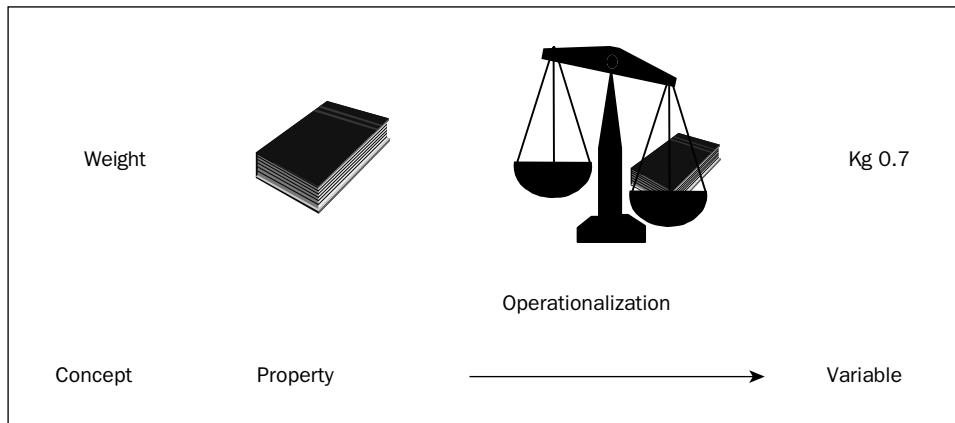 Weight
Kg 0.7
Operationalization
Concept
Property
Variable